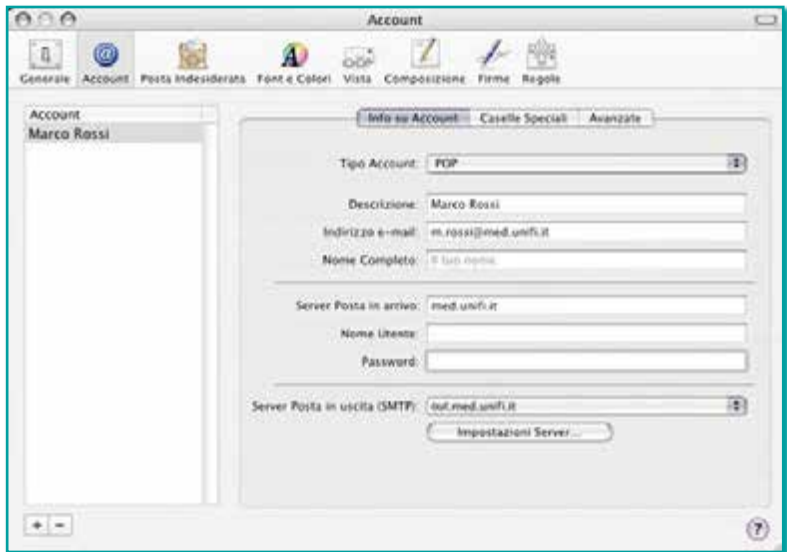 Account
Generale Account Posta Indesiderata Font e Colori Vista Composizione Firme Regole
Account
Marco Rossi
Info su Account Caselle Speciali Avanzate
Tipo Account: POP
Descrizione: Marco Rossi
Indirizzo e-mail: m.rossi@med.unifi.it
Nome Completo: Il tuo nome
Server Posta in arrivo: med.unifi.it
Nome Utente:
Password:
Server Posta in uscita (SMTP): out.med.unifi.it
Impostazioni Server...
+ - ?